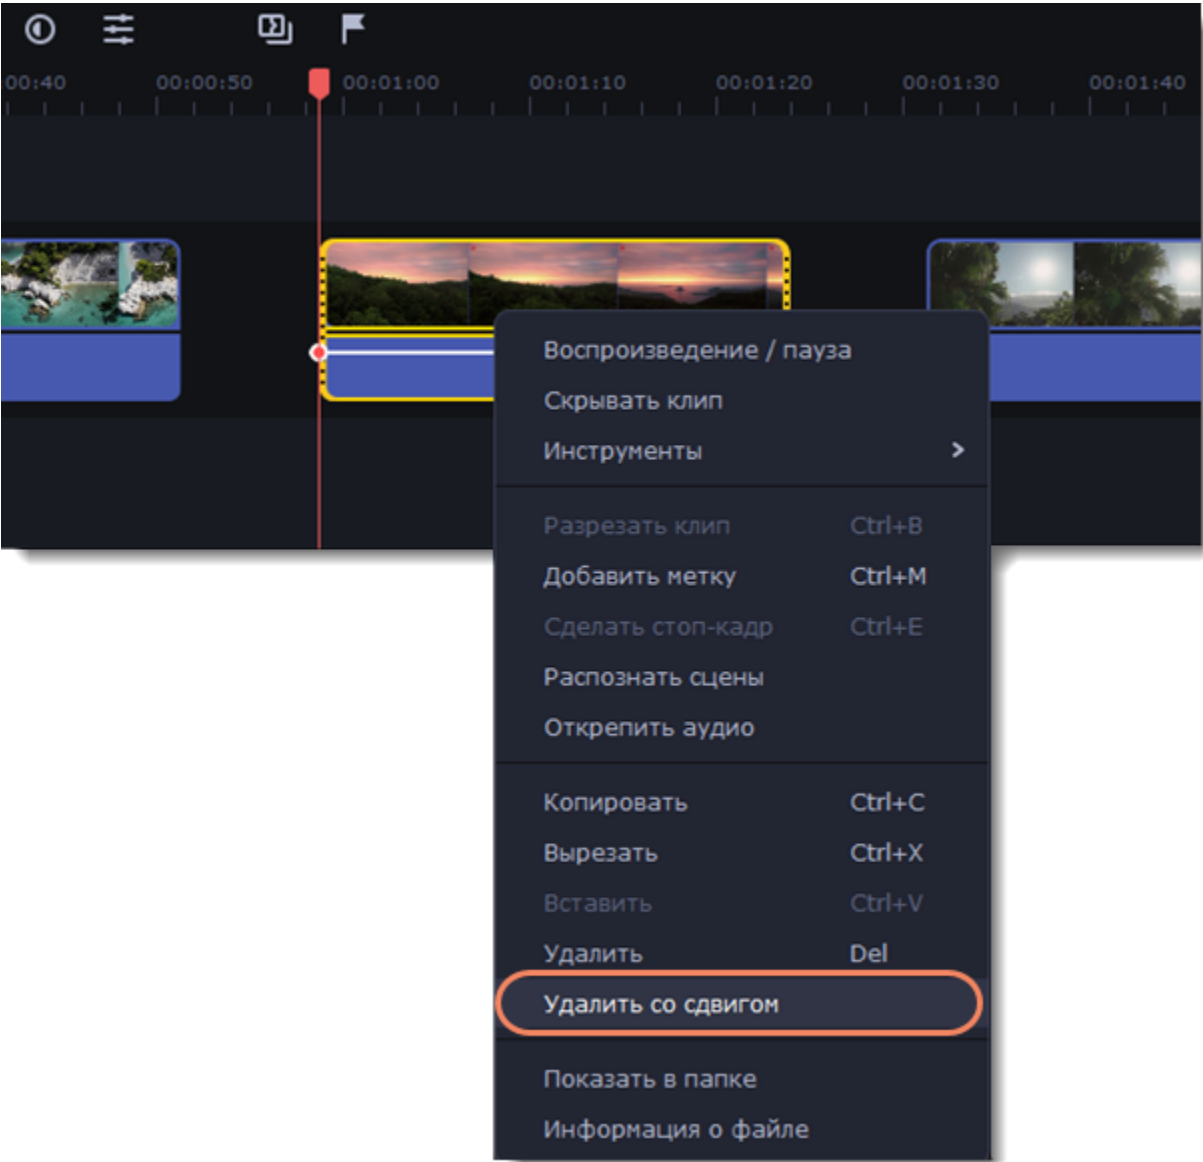 00:40 00:00:50 00:01:00 00:01:10 00:01:20 00:01:30 00:01:40
Воспроизведение / пауза
Скрывать клип
Инструменты
Разрезать клип Ctrl+B
Добавить метку Ctrl+M
Сделать стоп-кадр Ctrl+E
Распознать сцены
Открепить аудио
Копировать Ctrl+C
Вырезать Ctrl+X
Вставить Ctrl+V
Удалить Del
Удалить со сдвигом
Показать в папке
Информация о файле